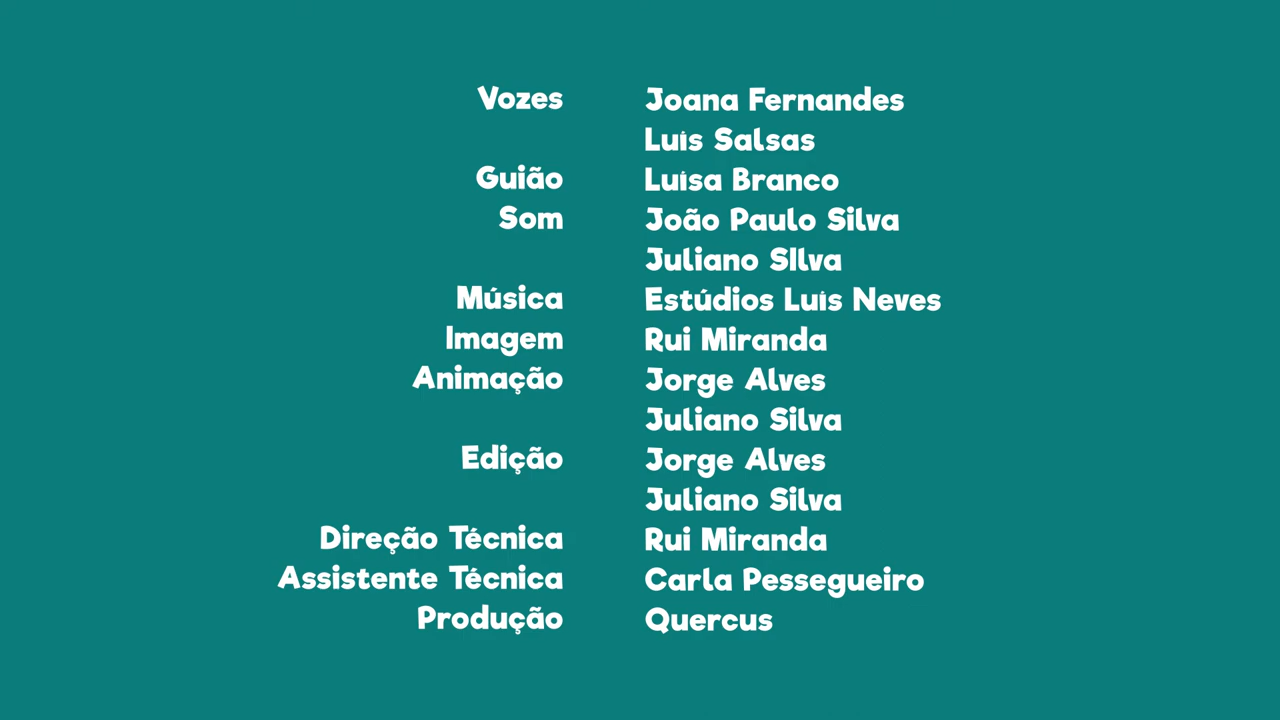 Vozes Joana Fernandes
Luís Salsas
Guião Luísa Branco
Som João Paulo Silva
Juliano SIlva
Música Estúdios Luís Neves
Imagem Rui Miranda
Animação Jorge Alves
Juliano Silva
Edição Jorge Alves
Juliano Silva
Direção Técnica Rui Miranda
Assistente Técnica Carla Pessegueiro
Produção Quercus